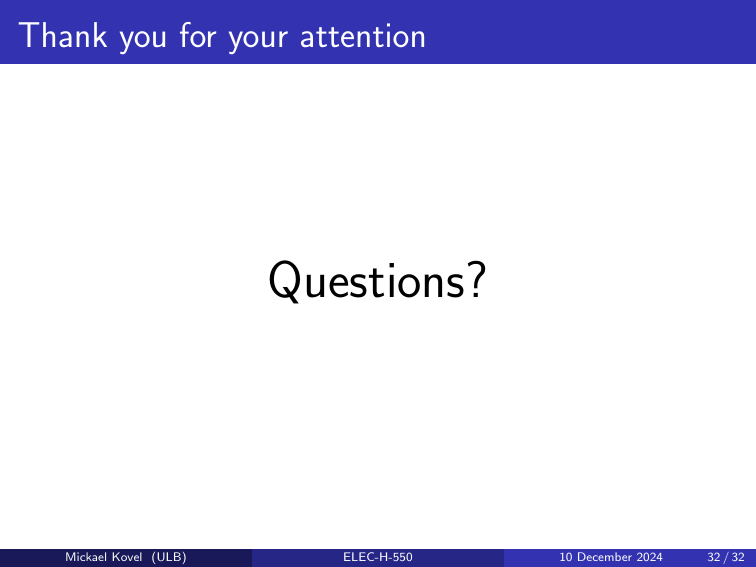 Thank you for your attention
Questions?
Mickael Kovel (ULB) ELEC-H-550 10 December 2024 32 / 32